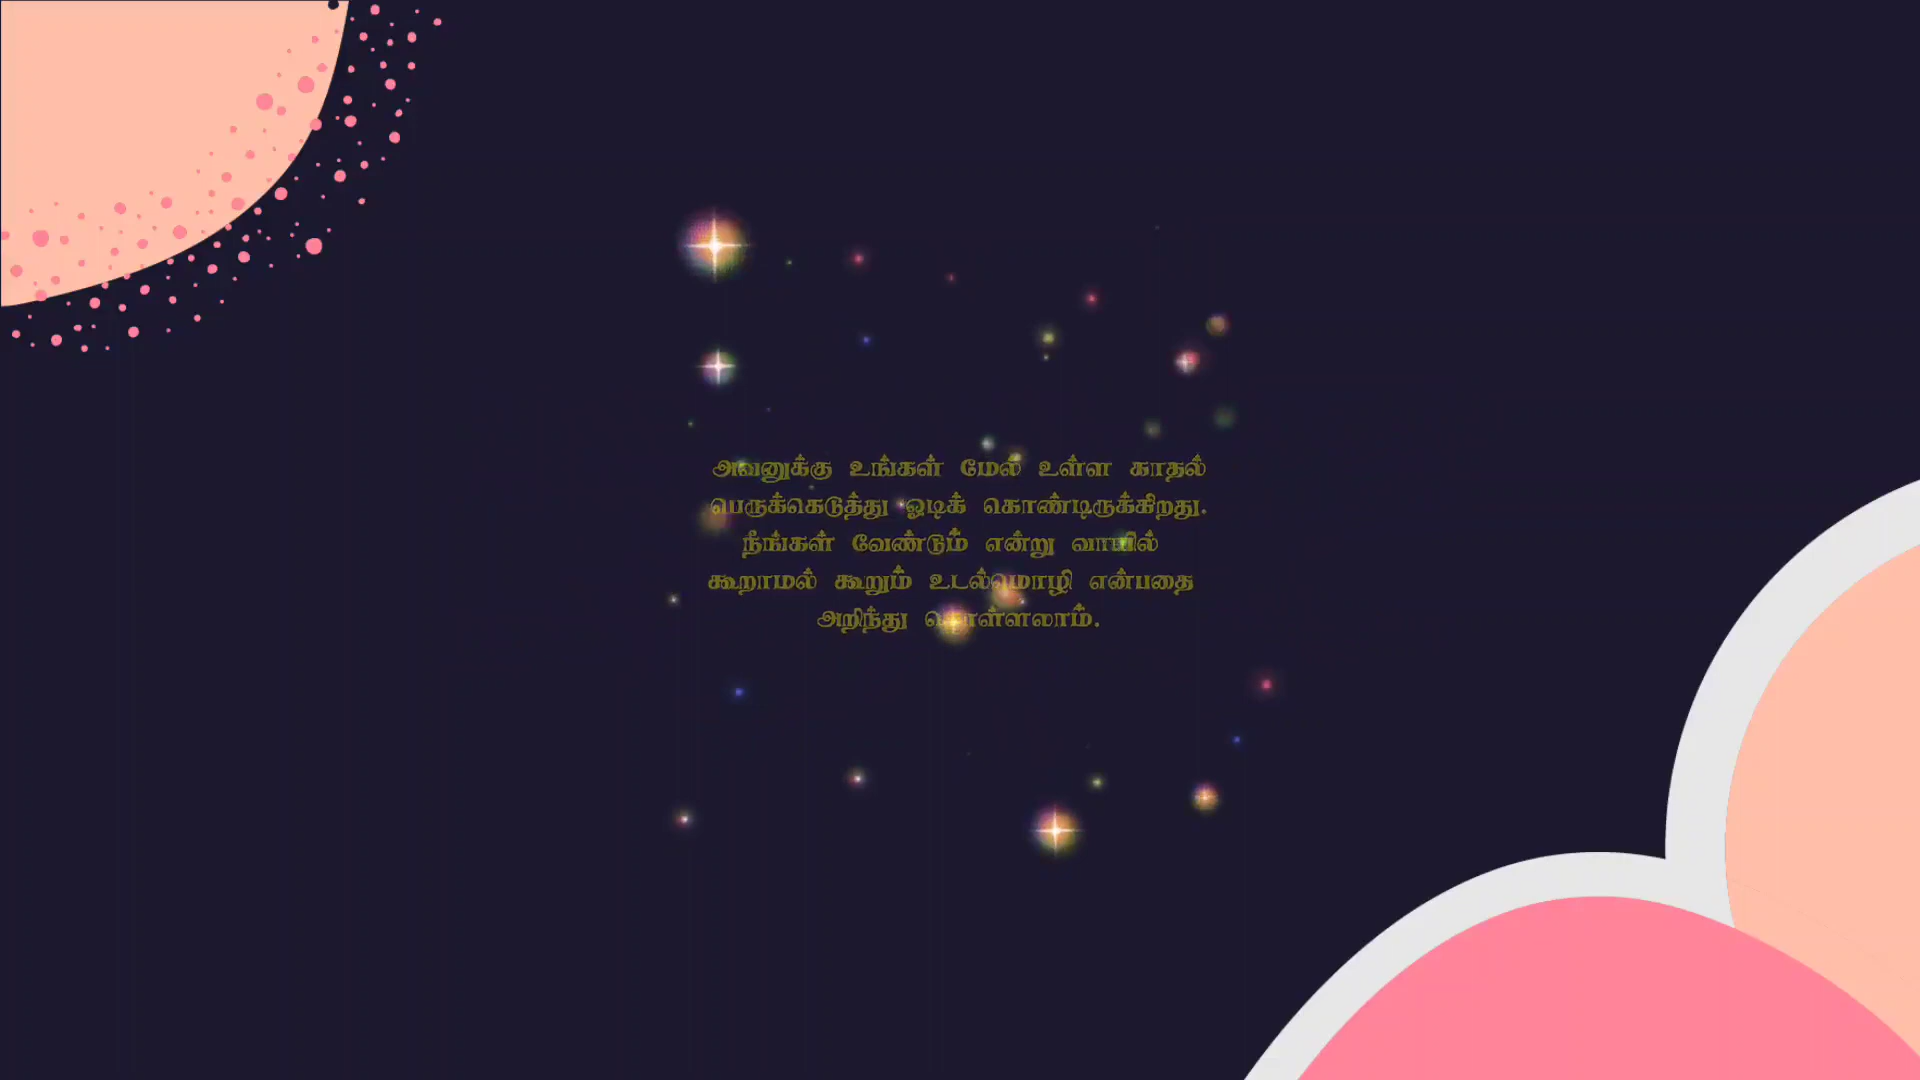 அவனுக்கு உங்கள் மேல் உள்ள காதல்
பெருக்கெடுத்து ஓடிக் கொண்டிருக்கிறது.
நீங்கள் வேண்டும் என்று வாயில்
கூறாமல் கூறும் உடல்மொழி என்பதை
அறிந்து கொள்ளலாம்.